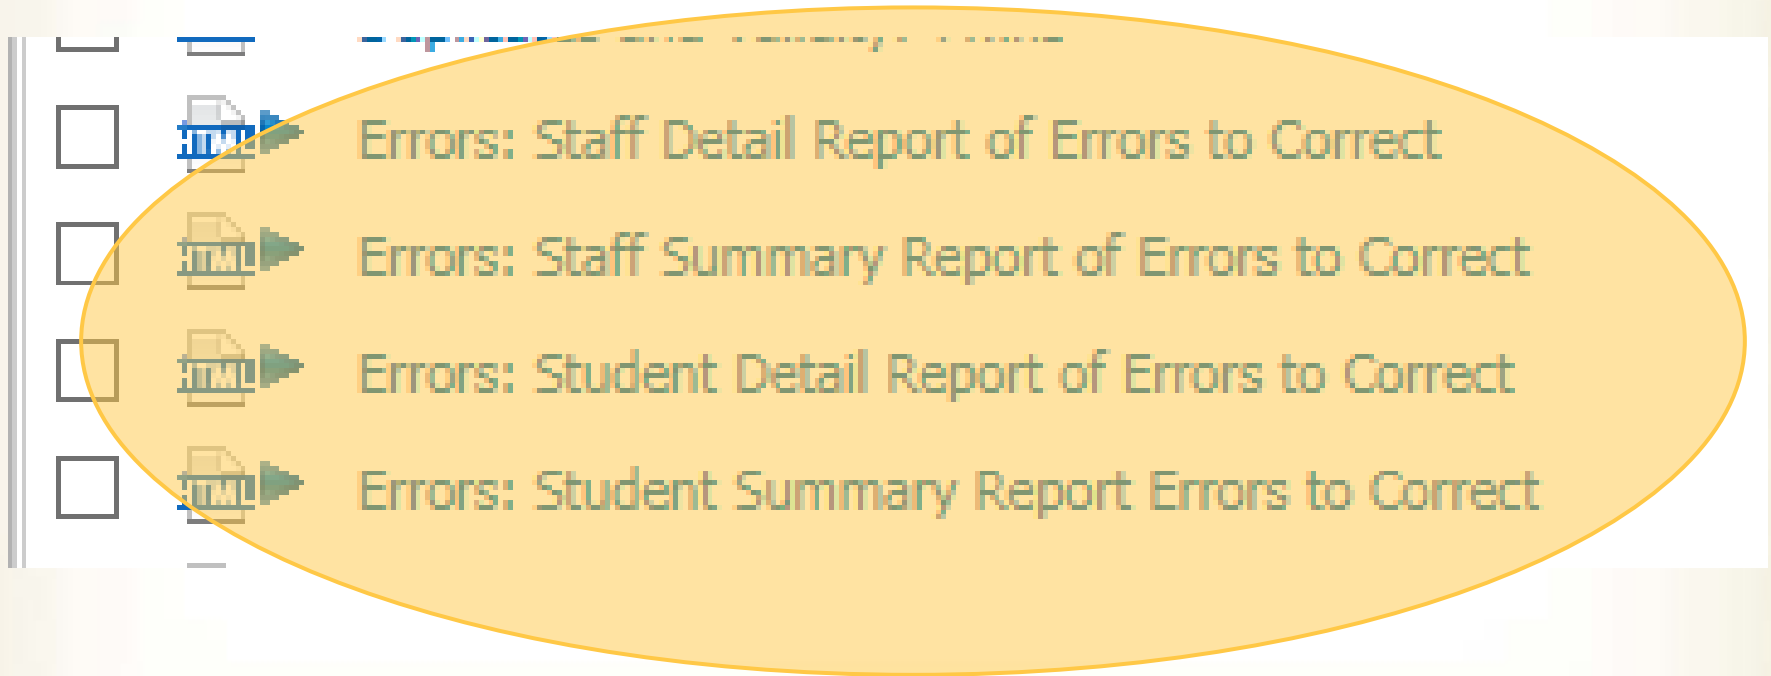 Errors: Staff Detail Report of Errors to Correct
Errors: Staff Summary Report of Errors to Correct
Errors: Student Detail Report of Errors to Correct
Errors: Student Summary Report Errors to Correct